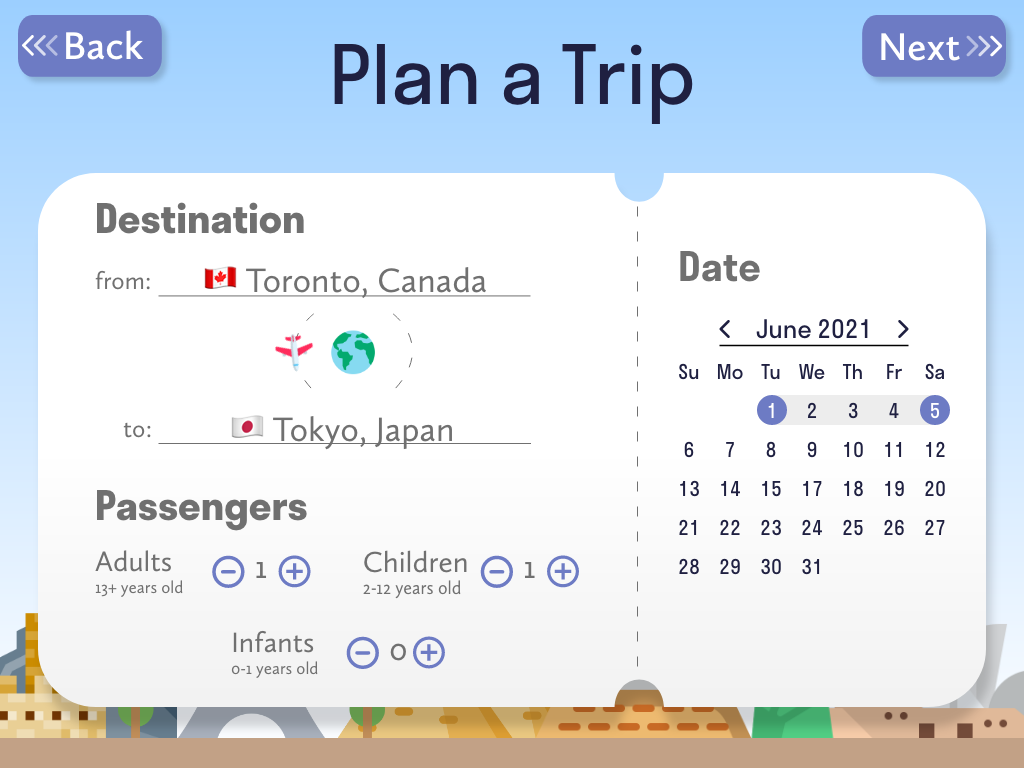 Back
Next
Plan a Trip
Destination
from: Toronto, Canada
to: Tokyo, Japan
Passengers
Adults 1
13+ years old
Children 1
2-12 years old
Infants 0
0-1 years old
Date
June 2021
Su Mo Tu We Th Fr Sa
1 2 3 4 5
6 7 8 9 10 11 12
13 14 15 17 18 19 20
21 22 23 24 25 26 27
28 29 30 31